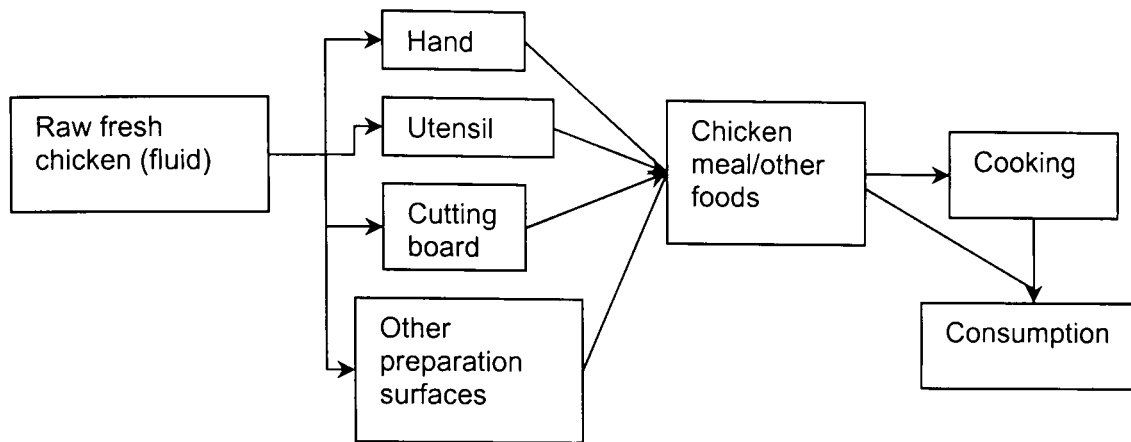 Raw fresh
chicken (fluid)
Hand
Utensil
Cutting
board
Other
preparation
surfaces
Chicken
meal/other
foods
Cooking
Consumption